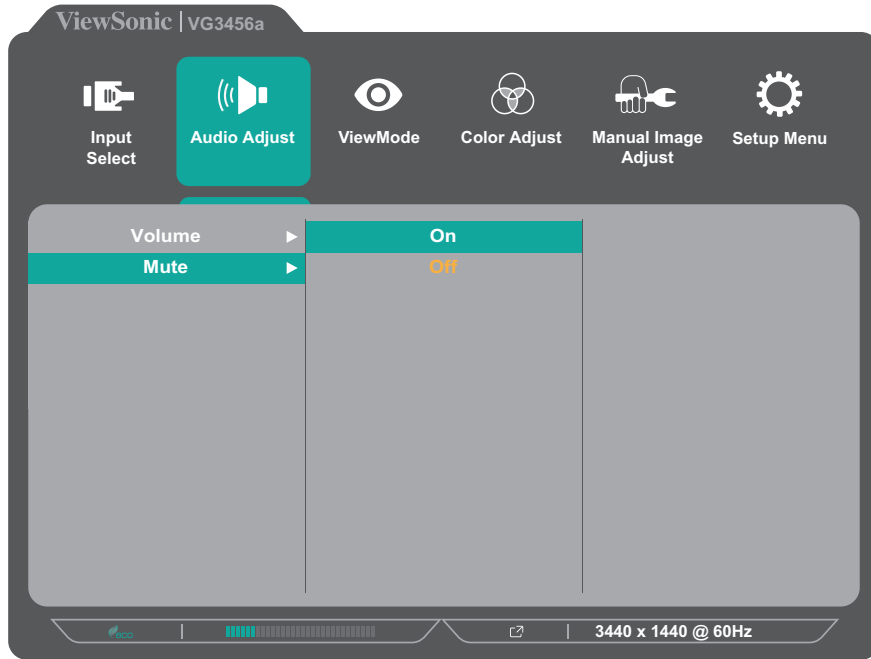 ViewSonic | VG3456a
Input
Select
Audio Adjust
ViewMode
Color Adjust
Manual Image
Adjust
Setup Menu
Volume
On
Mute
Off
eco
3440 x 1440 @ 60Hz